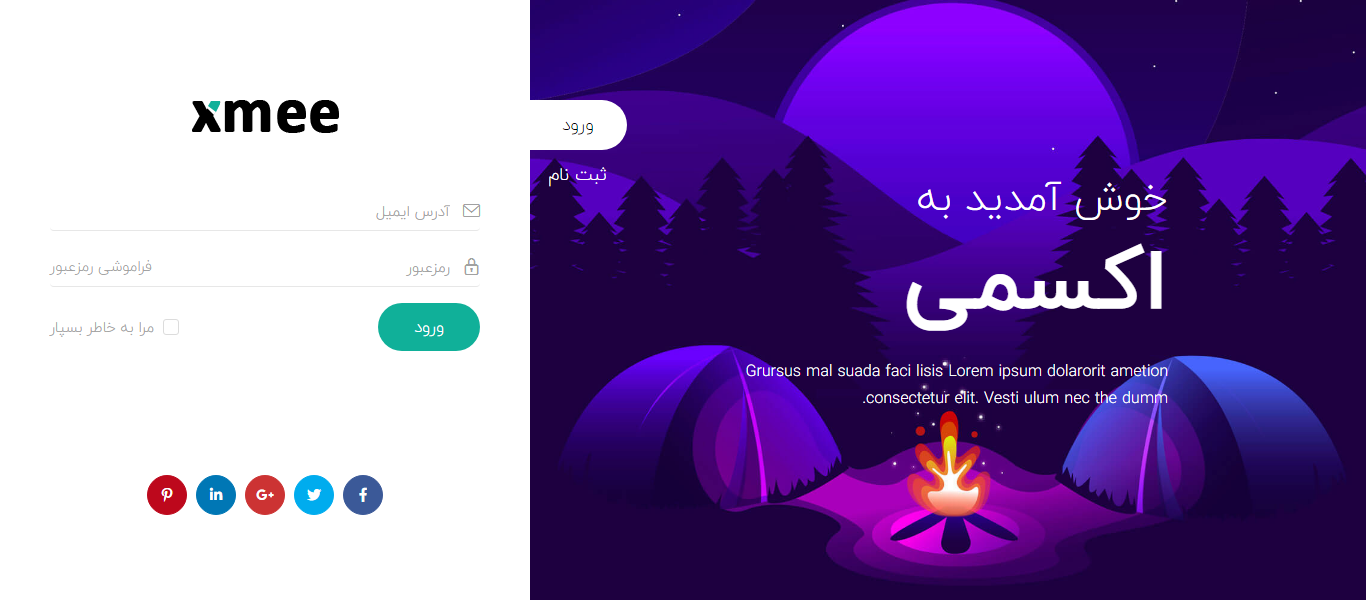 xmee
آدرس ایمیل
رمزعبور
فراموشی رمزعبور
ورود
مرا به خاطر بسپار
ورود
ثبت نام
خوش آمدید به
اکسمی
Grursus mal suada faci lisis Lorem ipsum dolarorit ametion
.consectetur elit. Vesti ulum nec the dumm